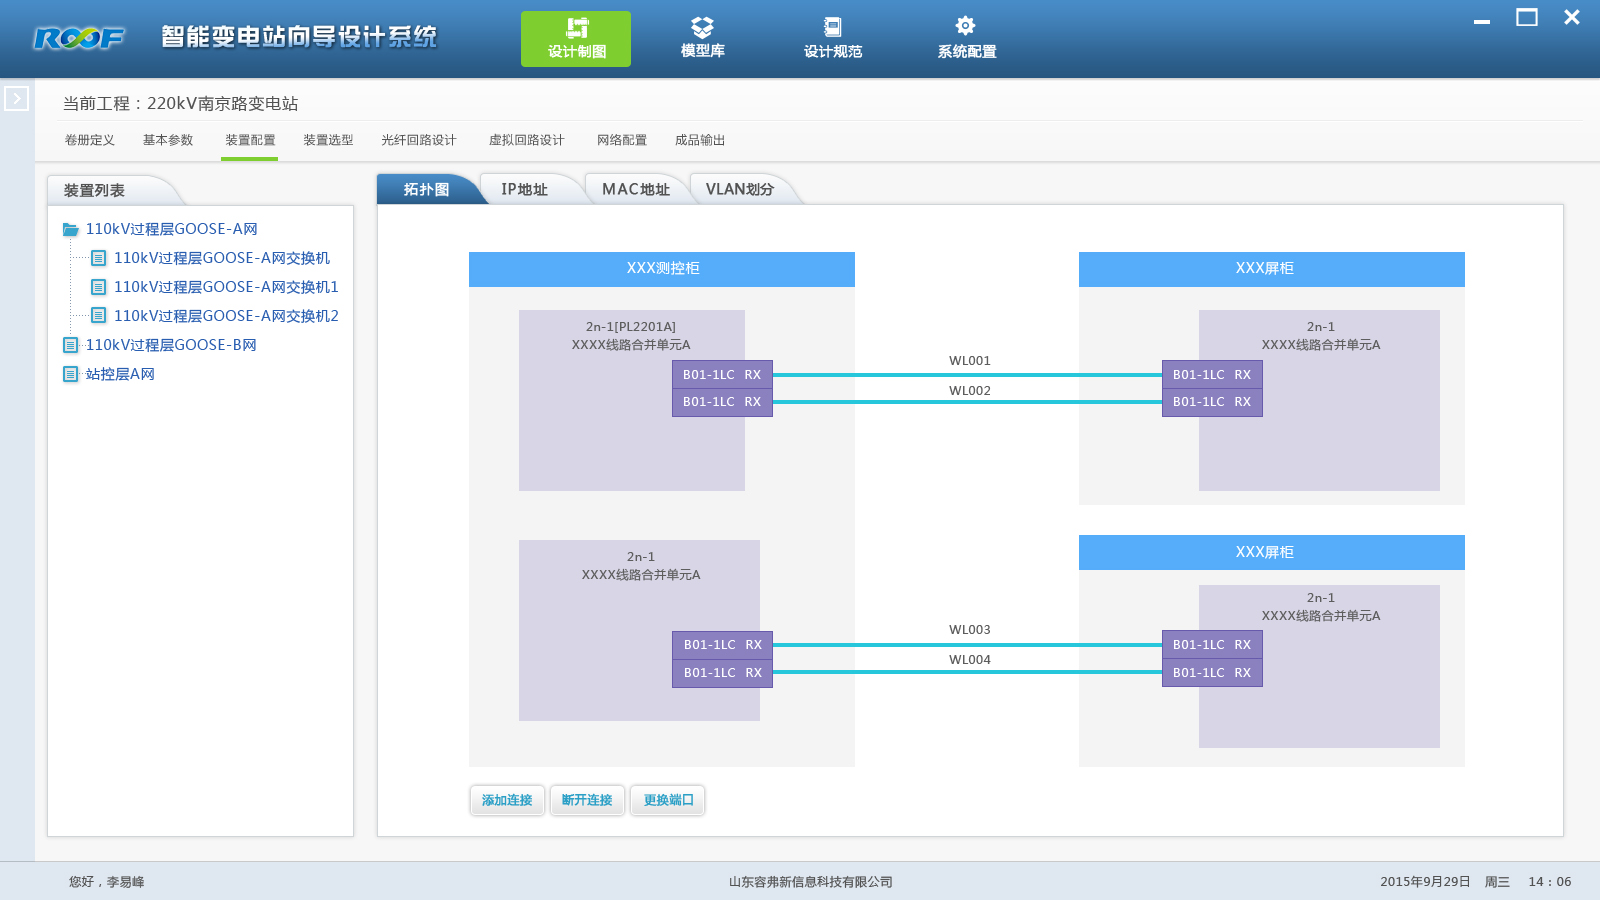 ROOF 智能变电站向导设计系统
设计制图 模型库 设计规范 系统配置
当前工程：220kV南京路变电站
卷册定义 基本参数 装置配置 装置选型 光纤回路设计 虚拟回路设计 网络配置 成品输出
装置列表
110kV过程层GOOSE-A网
110kV过程层GOOSE-A网交换机
110kV过程层GOOSE-A网交换机1
110kV过程层GOOSE-A网交换机2
110kV过程层GOOSE-B网
站控层A网
拓扑图 IP地址 MAC地址 VLAN划分
XXX测控柜
2n-1[PL2201A]
XXXX线路合并单元A
B01-1LC RX
B01-1LC RX
WL001
WL002
XXX屏柜
2n-1
XXXX线路合并单元A
B01-1LC RX
B01-1LC RX
2n-1
XXXX线路合并单元A
B01-1LC RX
B01-1LC RX
WL003
WL004
XXX屏柜
2n-1
XXXX线路合并单元A
B01-1LC RX
B01-1LC RX
添加连接 断开连接 更换端口
您好，李易峰 山东容弗新信息科技有限公司 2015年9月29日 周三 14：06